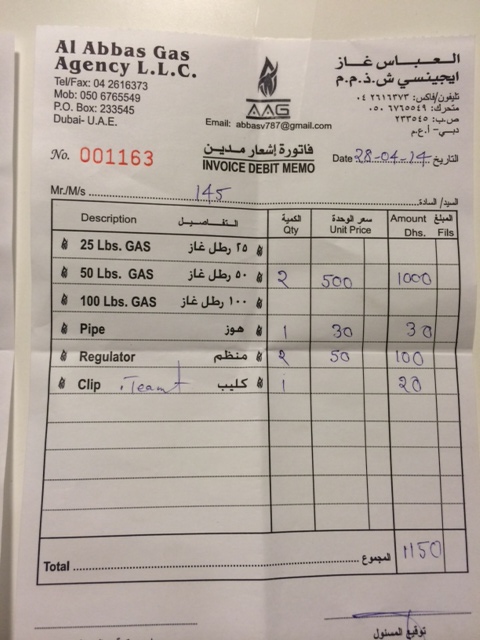 Al Abbas Gas
Agency L.L.C.
Tel/Fax: 04 2616373
Mob: 050 6765549
P.O. Box: 233545
Dubai- U.A.E.
AAG
Email: abbasv787@gmail.com
العباس غاز
ايجينسي ش.ذ.م.م
تليفون/فاكس: ٠٤ ٢٦١٦٣٧٣
متحرك: ٠٥٠ ٦٧٦٥٥٤٩
ص.ب: ٢٣٣٥٤٥
دبي- أ.ع.م
No. 001163
فاتورة إشعار مدين
INVOICE DEBIT MEMO
Date 28-04-14 التاريخ
Mr./M/s 145 السيد/السادة
Description التفاصيل الكمية Qty سعر الوحدة Unit Price Amount المبلغ Dhs. Fils
25 Lbs. GAS ٢٥ رطل غاز
50 Lbs. GAS ٥٠ رطل غاز 2 500 1000
100 Lbs. GAS ١٠٠ رطل غاز
Pipe هوز 1 30 30
Regulator منظم 2 50 100
Clip كليب 1 20
Total المجموع 1150
توقيع المسئول